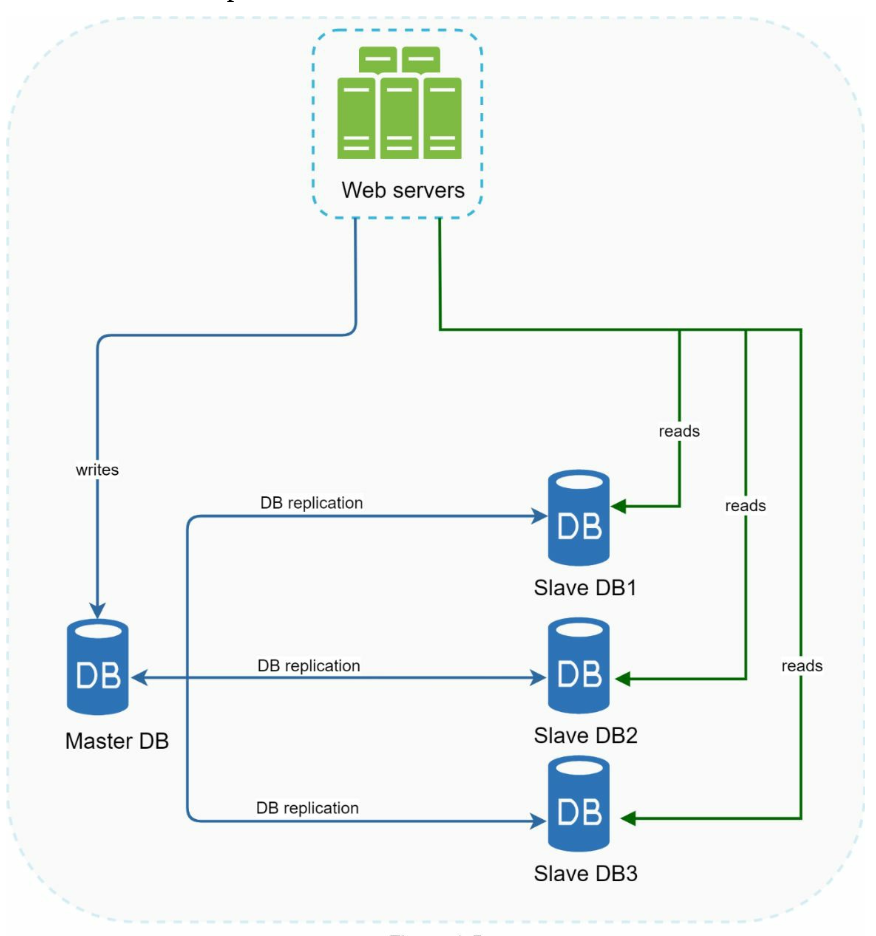 Web servers
reads
writes
DB replication
reads
DB
Slave DB1
DB replication
reads
DB
DB
Master DB
Slave DB2
DB replication
DB
Slave DB3